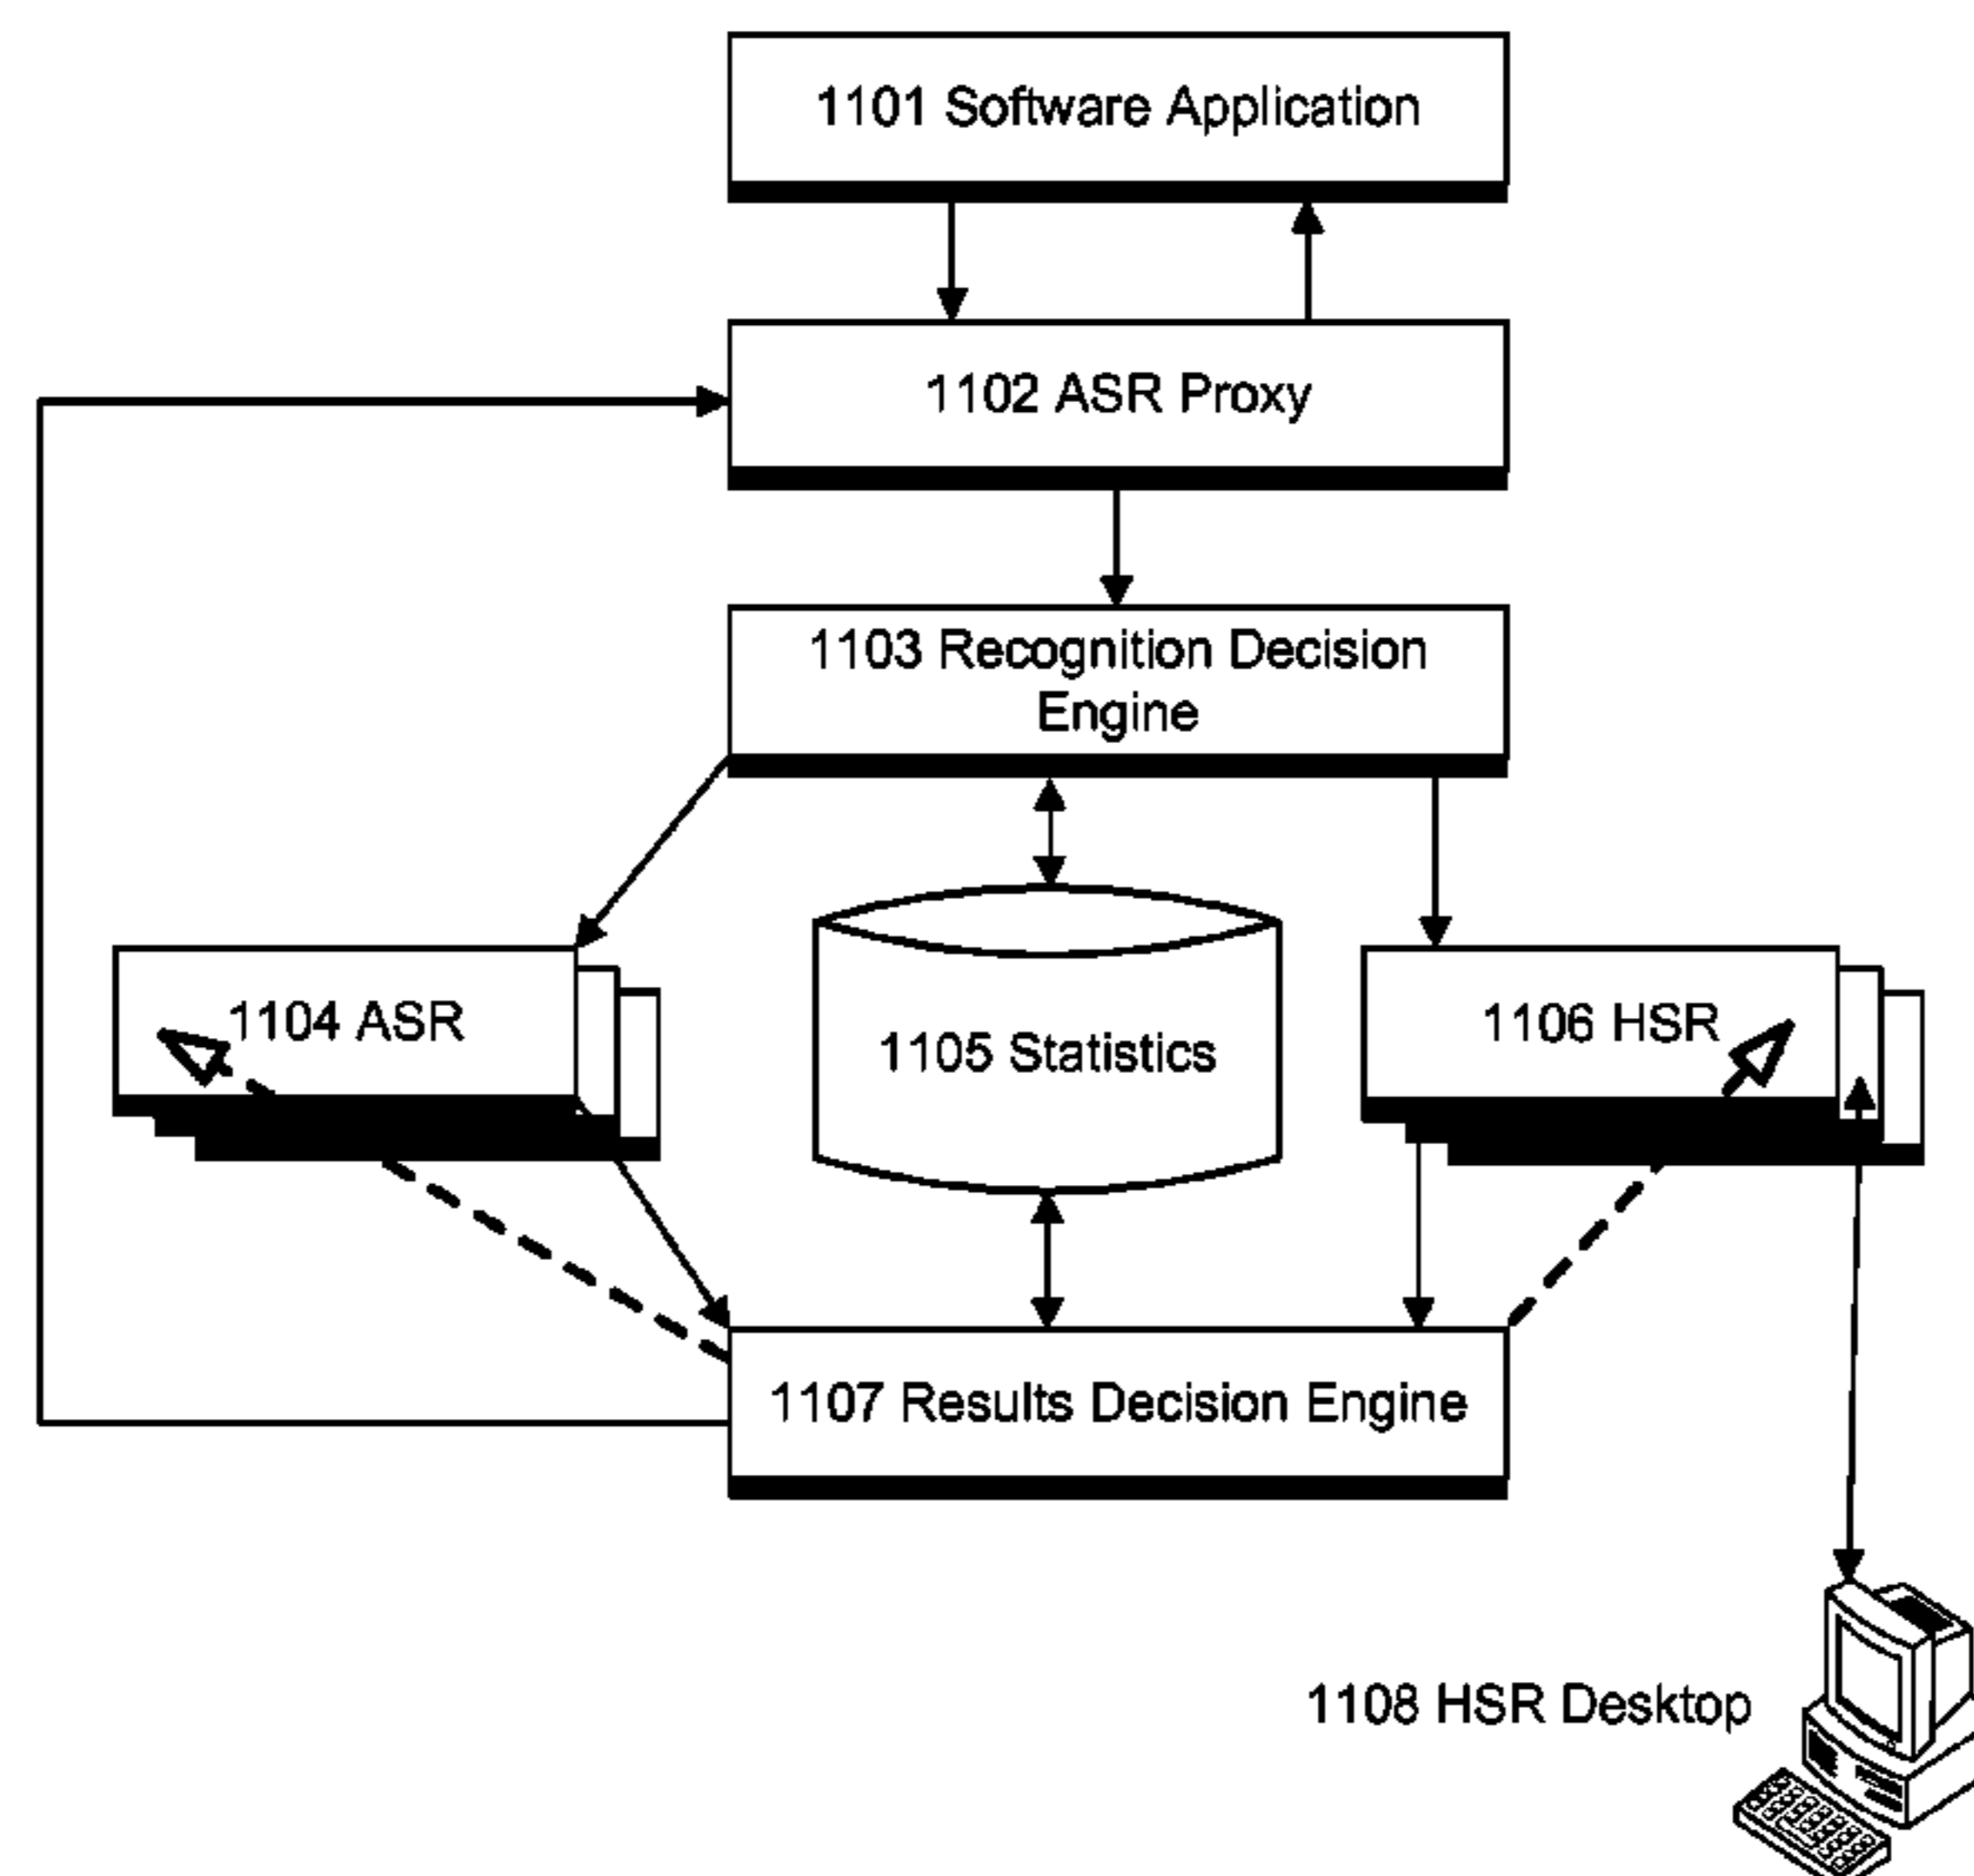 1101 Software Application
1102 ASR Proxy
1103 Recognition Decision
Engine
1104 ASR
1105 Statistics
1106 HSR
1107 Results Decision Engine
1108 HSR Desktop